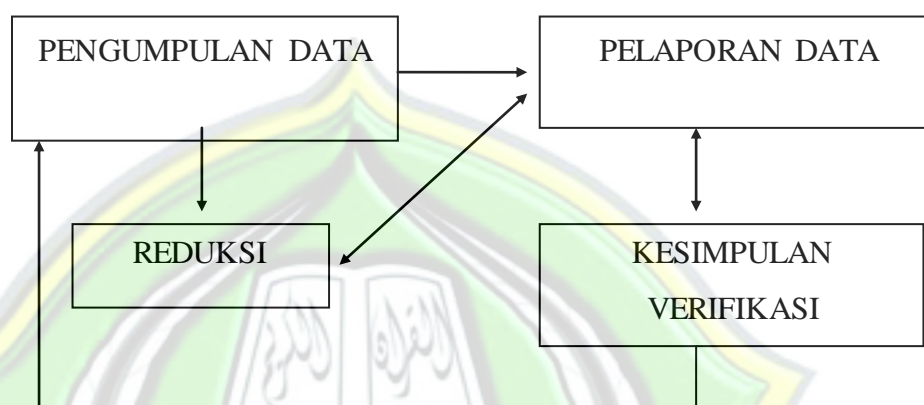 PENGUMPULAN DATA
PELAPORAN DATA
REDUKSI
KESIMPULAN
VERIFIKASI